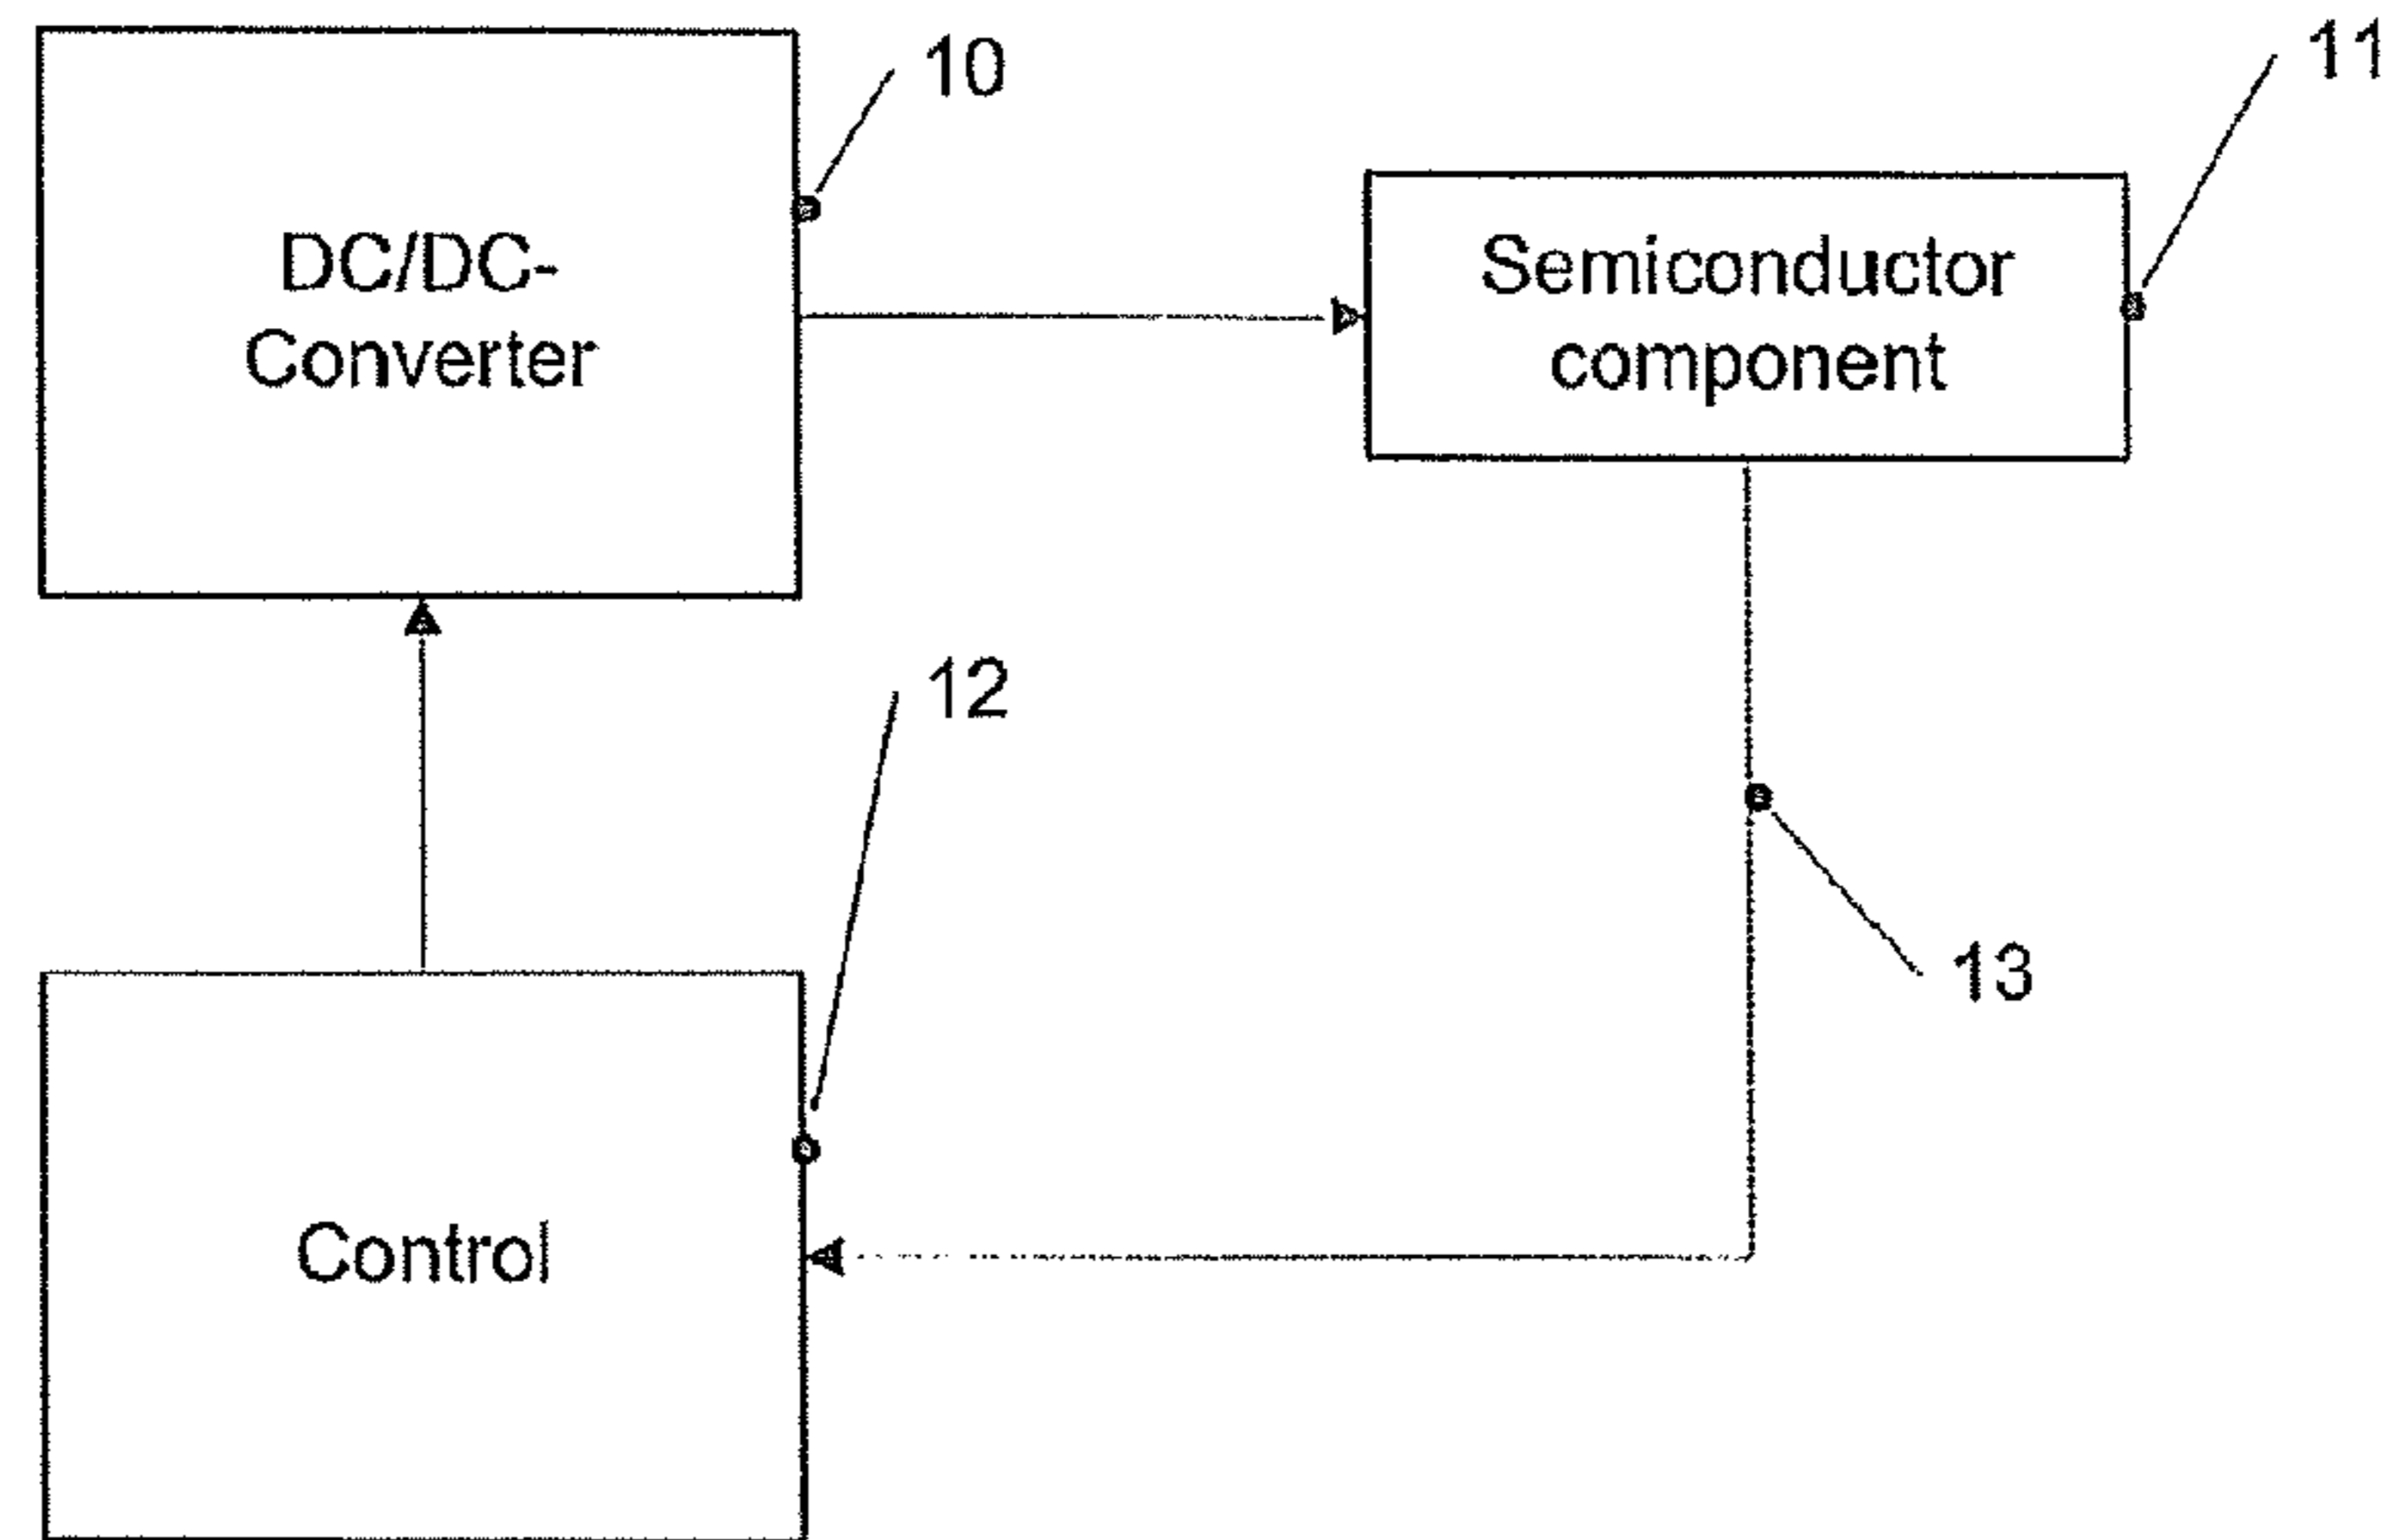 10
11
DC/DC-
Converter
Semiconductor
component
12
13
Control